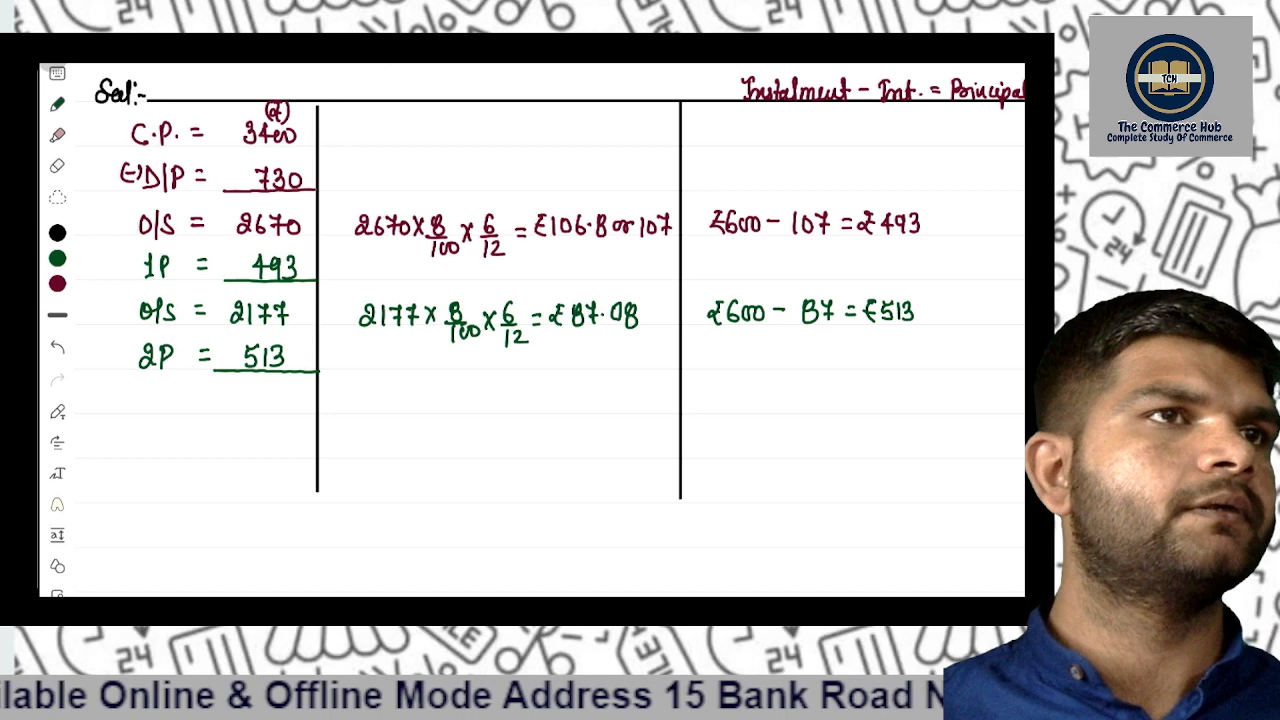 Sol:-
Instalment - Int. = Principal
(₹)
C.P. = 3400
(-) D/P = 730
O/S = 2670
2670 × 8/100 × 6/12 = ₹106.8 or 107
₹600 - 107 = ₹493
1P = 493
O/S = 2177
2177 × 8/100 × 6/12 = ₹87.08
₹600 - 87 = ₹513
2P = 513
TCH
The Commerce Hub
Complete Study Of Commerce
ilable Online & Offline Mode Address 15 Bank Road N